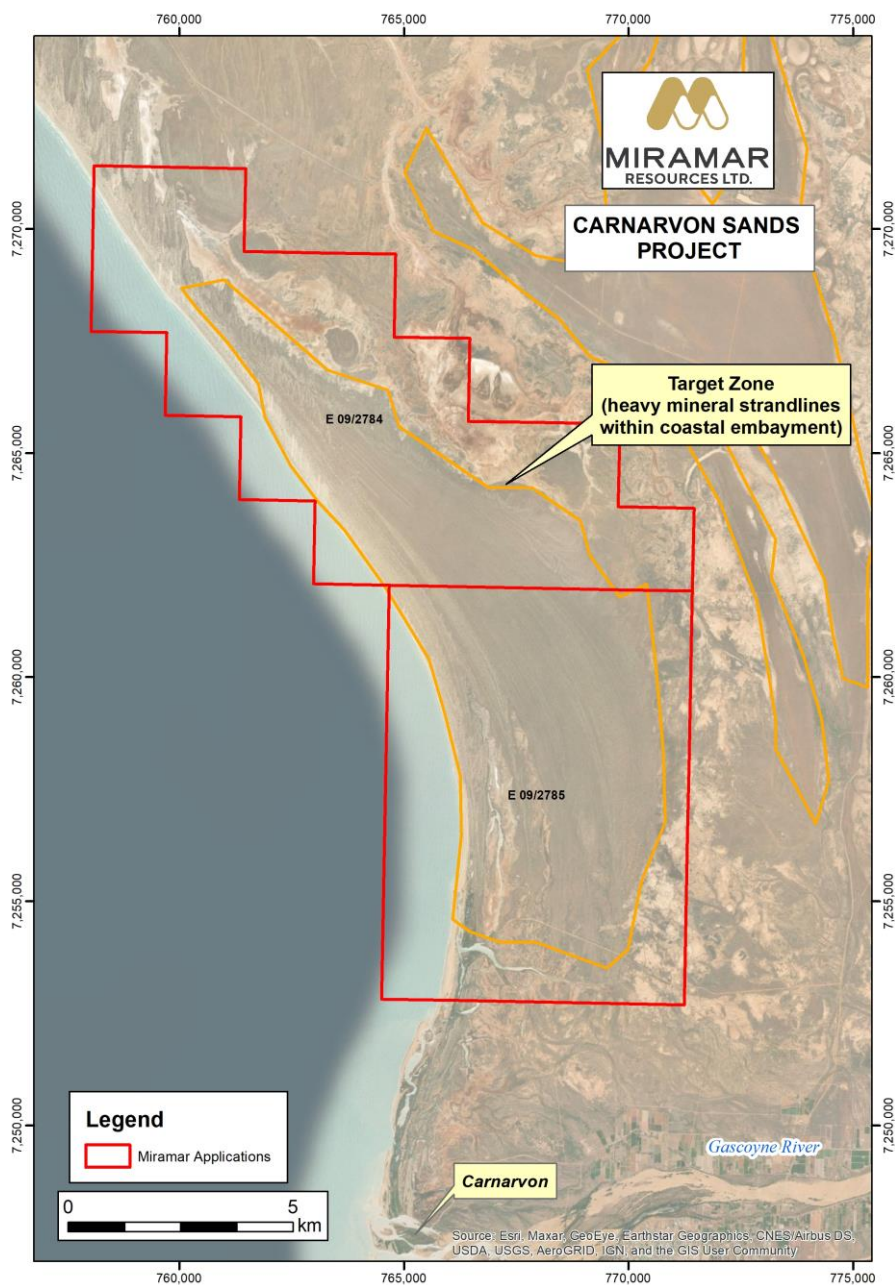 760,000
765,000
770,000
775,000
MIRAMAR
RESOURCES LTD.
CARNARVON SANDS
PROJECT
7,270,000
7,270,000
Target Zone
(heavy mineral strandlines
within coastal embayment)
E 09/2784
7,265,000
7,265,000
7,260,000
7,260,000
E 09/2785
7,255,000
7,255,000
7,250,000
7,250,000
Legend
Miramar Applications
Gascoyne River
Carnarvon
0
5
km
Source: Esri, Maxar, GeoEye, Earthstar Geographics, CNES/Airbus DS,
USDA, USGS, AeroGRID, IGN, and the GIS User Community
760,000
765,000
770,000
775,000